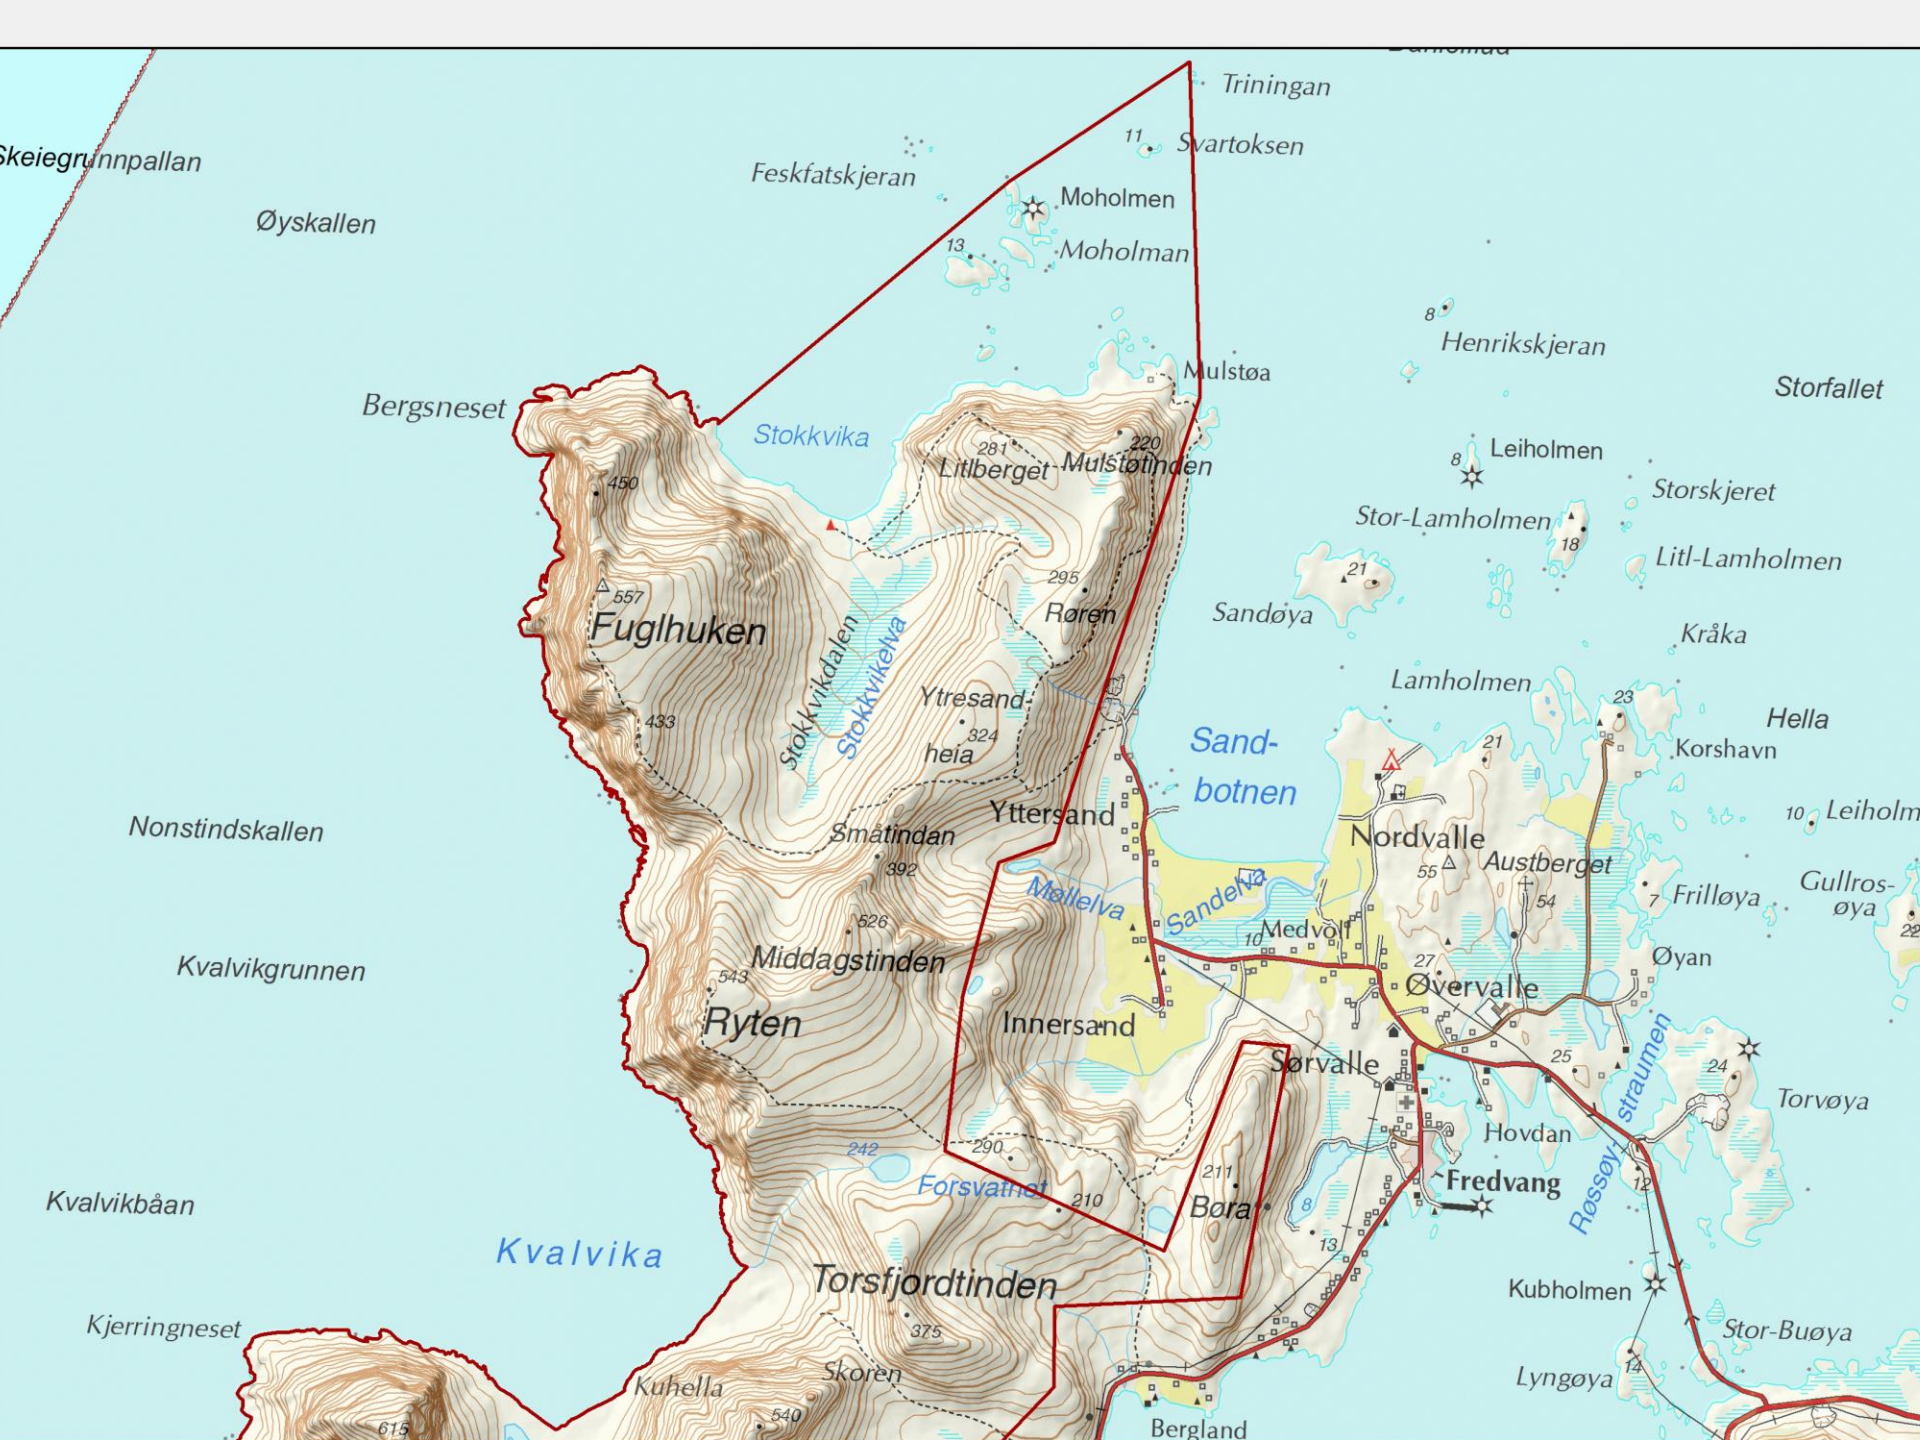 Triningan
11
Svartoksen
Skeiegrunnpallan
Feskfatskjeran
Moholmen
Øyskallen
13
Moholman
8
Henrikskjeran
Mulstøa
Storfallet
Bergsneset
Stokkvika
281
220
Litlberget
Mulstøtinden
Leiholmen
8
450
Storskjeret
Stor-Lamholmen
18
Litl-Lamholmen
21
557
295
Fuglhuken
Røren
Sandøya
Kråka
Stokkvikdalen
Stokkvikelva
Lamholmen
23
Ytresand-
heia
324
433
Hella
Sand-
botnen
21
Korshavn
Yttersand
10
Leiholm
Nonstindskallen
Småtindan
392
Nordvalle
55
Austberget
54
Møllelva
Sandelva
7
Frilløya
Gullros-
øya
22
526
10
Medvoll
Middagstinden
27
Øyan
Kvalvikgrunnen
543
Øvervalle
Ryten
Innersand
Sørvalle
25
24
Torvøya
Røssøystraumen
Hovdan
242
290
Forsvatnet
211
210
Børa
8
Fredvang
12
Kvalvikbåan
13
Kvalvika
Torsfjordtinden
Kubholmen
Kjerringneset
375
Stor-Buøya
Skoren
Kuhella
Lyngøya
14
615
540
Bergland